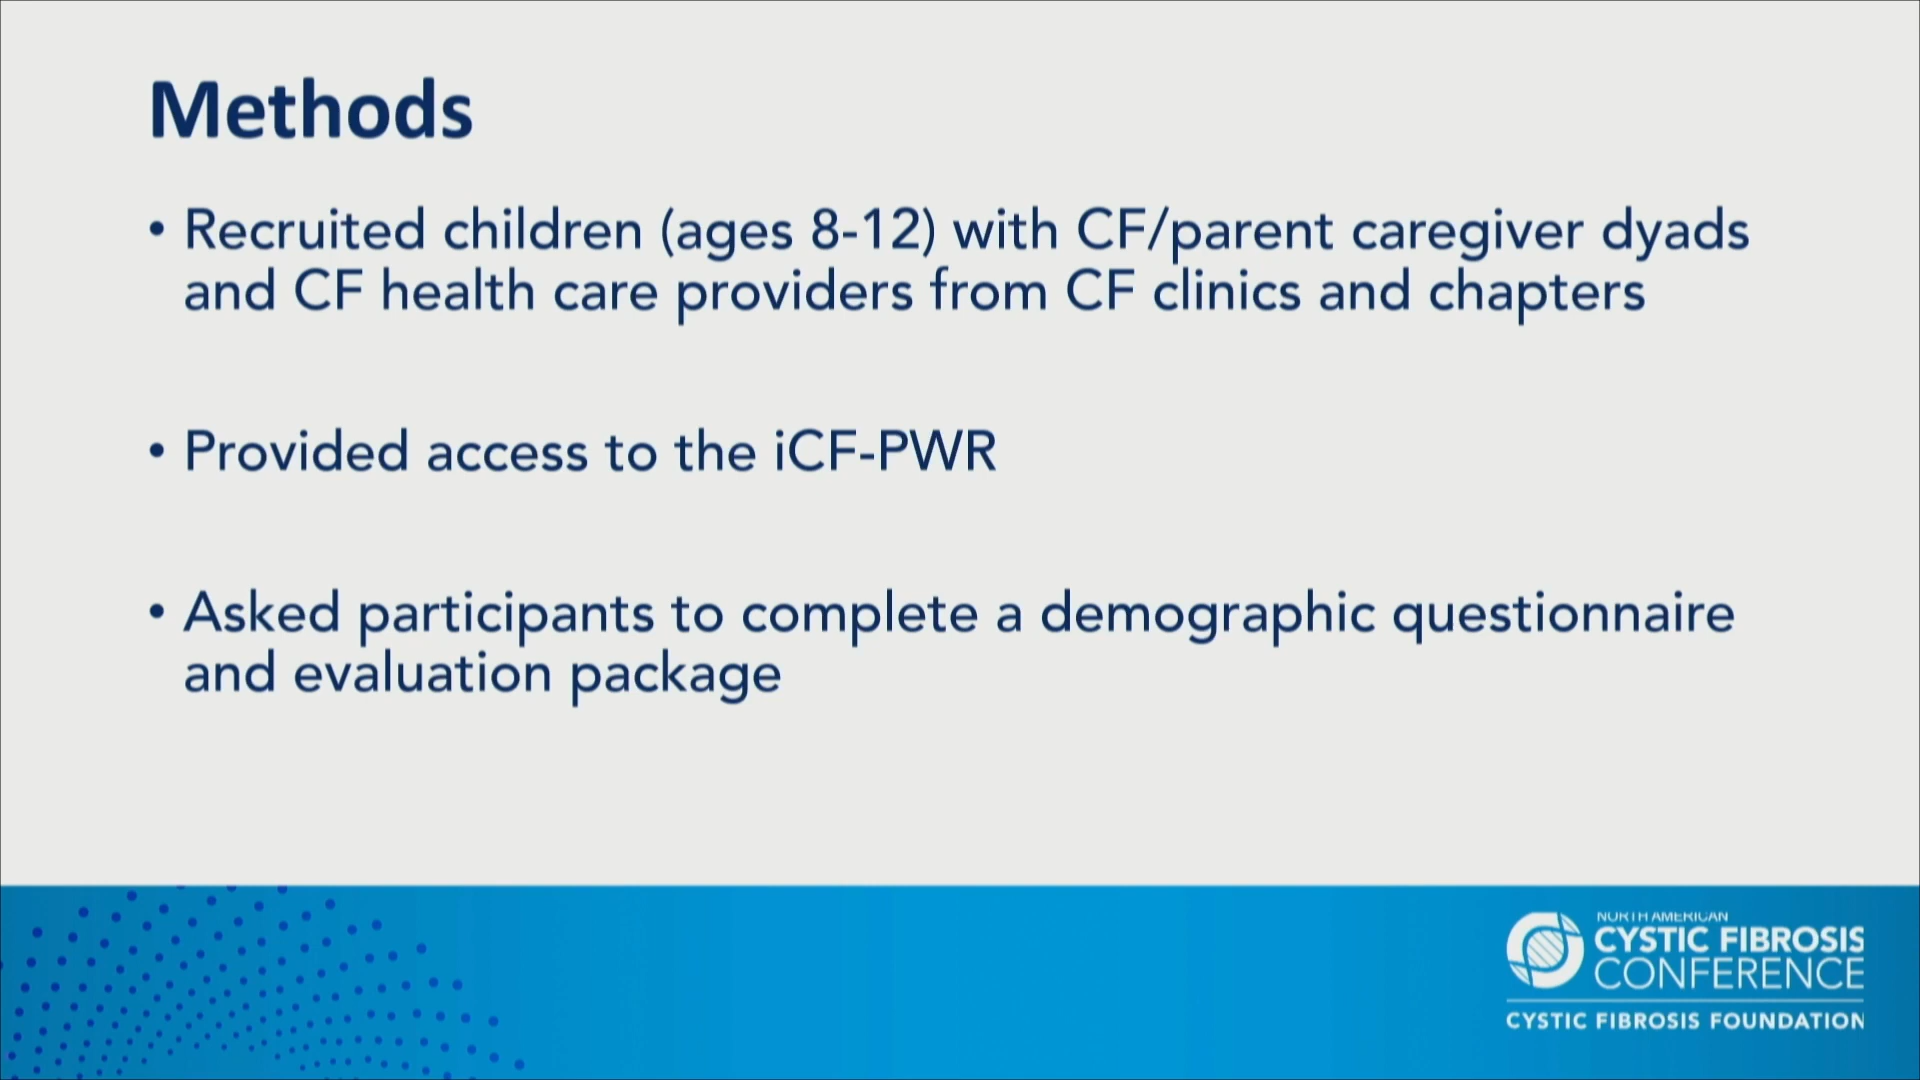 Methods
• Recruited children (ages 8-12) with CF/parent caregiver dyads
and CF health care providers from CF clinics and chapters
• Provided access to the iCF-PWR
• Asked participants to complete a demographic questionnaire
and evaluation package
NORTH AMERICAN
CYSTIC FIBROSIS
CONFERENCE
CYSTIC FIBROSIS FOUNDATION